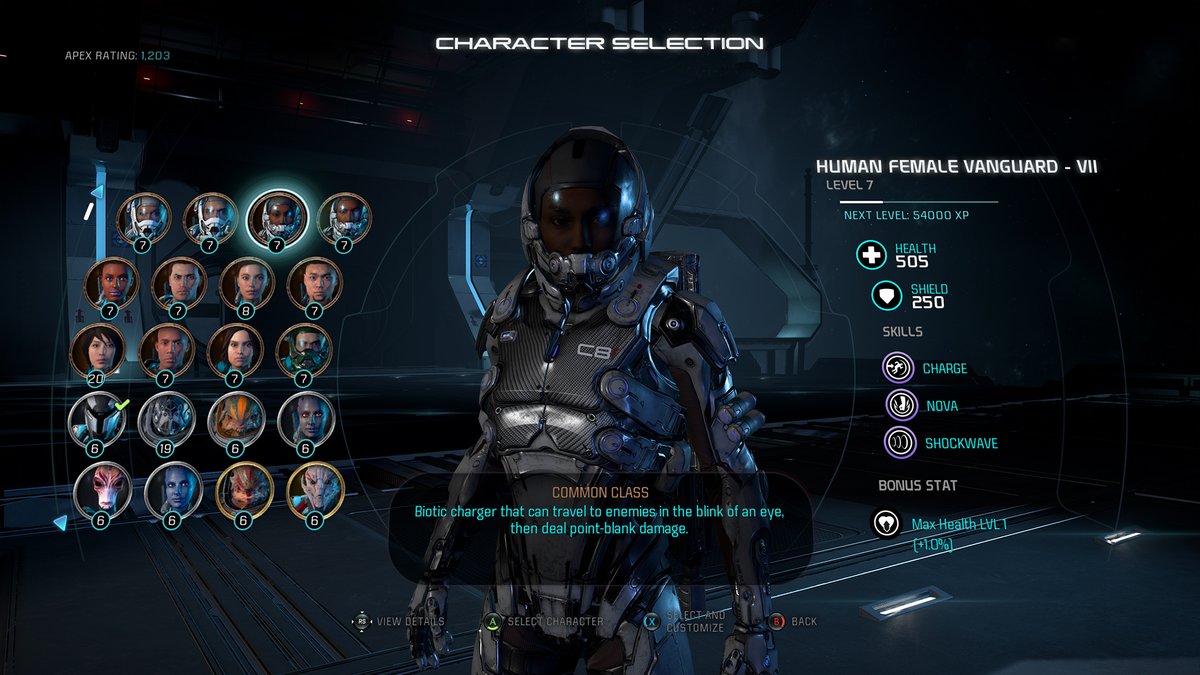 CHARACTER SELECTION
APEX RATING: 1,203
7 7 7 7
7 7 8 7
20 7 7 7
6 19 6 6
6 6 6 6
C8
HUMAN FEMALE VANGUARD - VII
LEVEL 7
NEXT LEVEL: 54000 XP
HEALTH
505
SHIELD
250
SKILLS
CHARGE
NOVA
SHOCKWAVE
BONUS STAT
Max Health LVL 1
(+1.0%)
COMMON CLASS
Biotic charger that can travel to enemies in the blink of an eye,
then deal point-blank damage.
RS VIEW DETAILS
A SELECT CHARACTER
X SELECT AND
CUSTOMIZE
B BACK